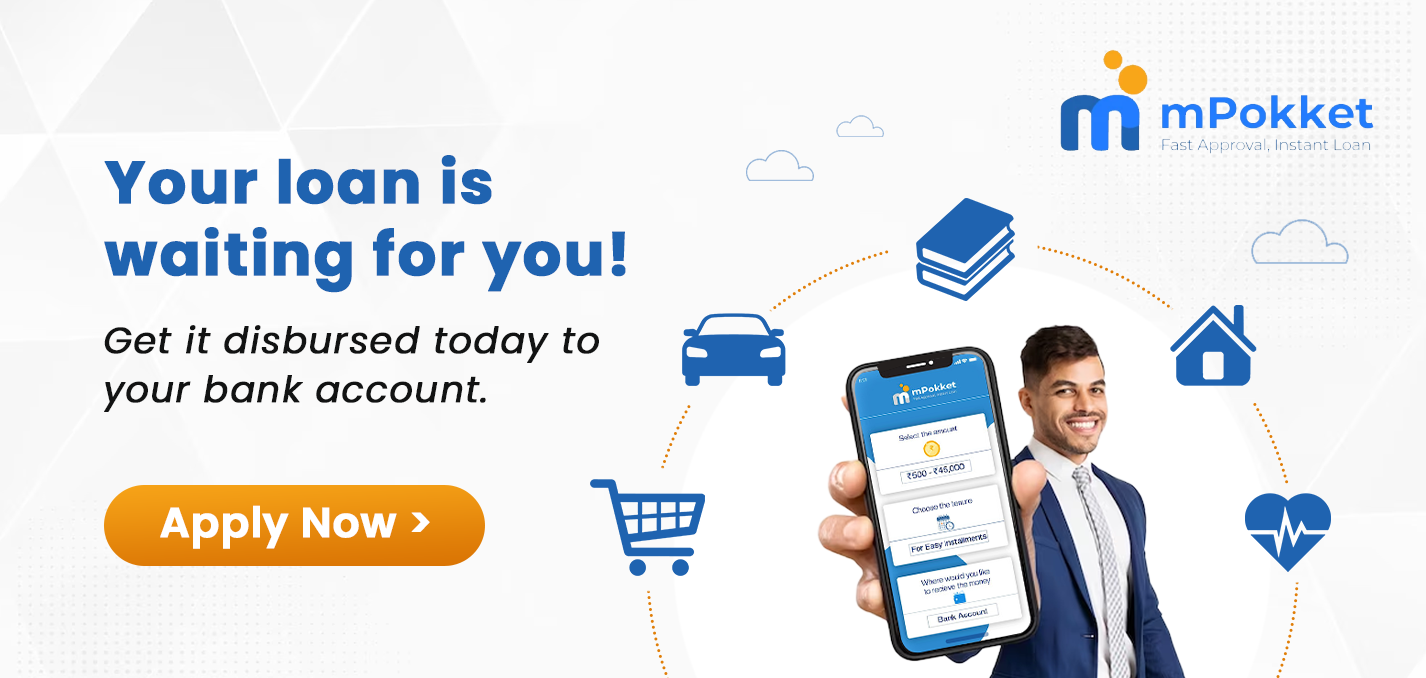 Your loan is
waiting for you!
Get it disbursed today to
your bank account.
Apply Now >
mPokket
Fast Approval, Instant Loan
mPokket
Select the amount
₹500 - ₹45,000
Choose the tenure
For Easy Installments
Where would you like
to receive the money
Bank Account